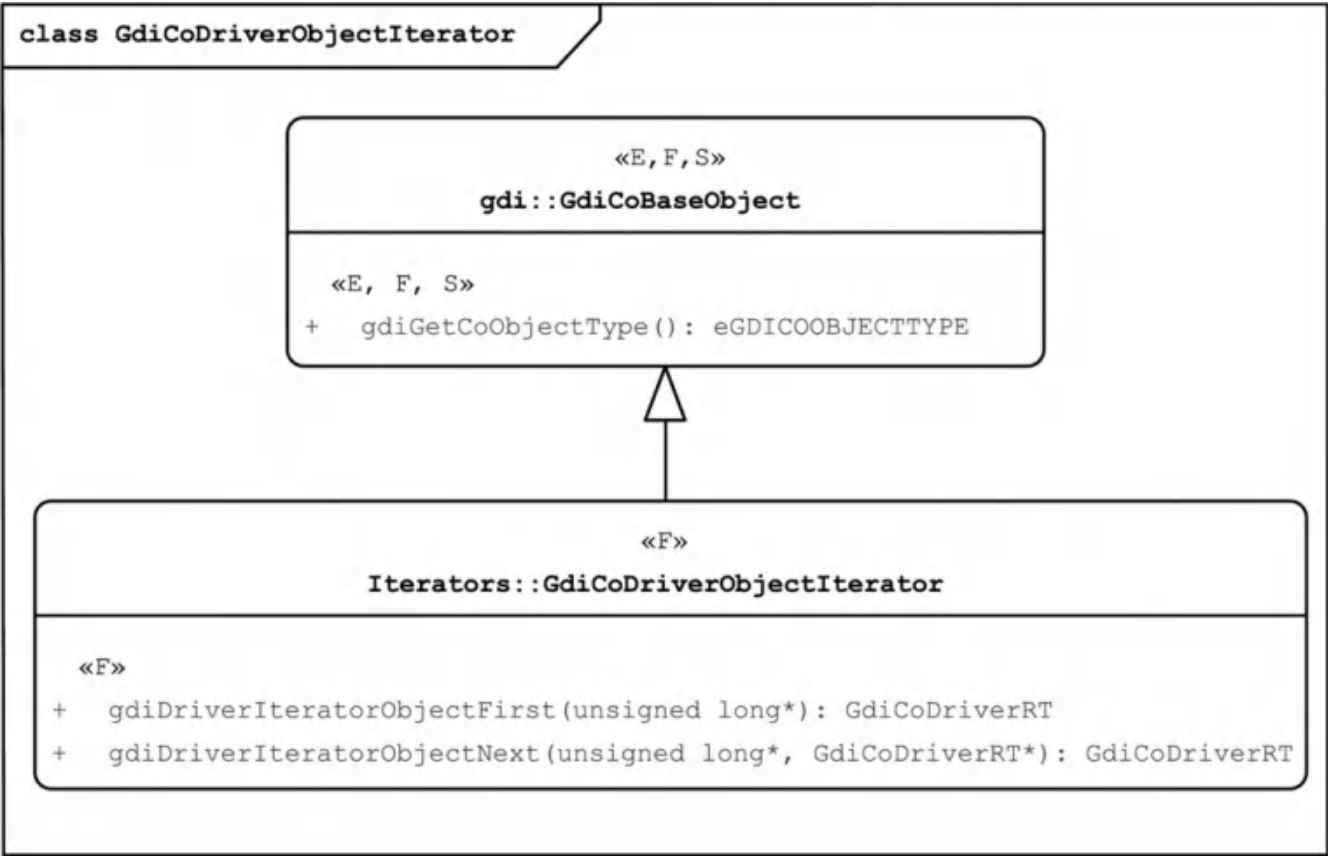 class GdiCoDriverObjectIterator
«E,F,S»
gdi::GdiCoBaseObject
«E, F, S»
+ gdiGetCoObjectType(): eGDICOOBJECTTYPE
«F»
Iterators::GdiCoDriverObjectIterator
«F»
+ gdiDriverIteratorObjectFirst(unsigned long*): GdiCoDriverRT
+ gdiDriverIteratorObjectNext(unsigned long*, GdiCoDriverRT*): GdiCoDriverRT